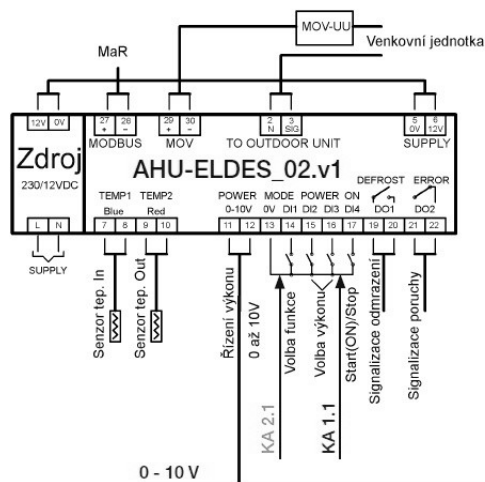 MOV-UU
Venkovní jednotka
MaR
12V 0V
27 28 29 30 2 3 5 6
+ − + − N SIG 0V 12V
MODBUS MOV TO OUTDOOR UNIT SUPPLY
Zdroj
230/12VDC
AHU-ELDES_02.v1
TEMP1 TEMP2 POWER MODE POWER ON DEFROST ERROR
Blue Red 0-10V 0V DI1 DI2 DI3 DI4 DO1 DO2
L N 7 8 9 10 11 12 13 14 15 16 17 19 20 21 22
SUPPLY
Senzor tep. In
Senzor tep. Out
Řízení výkonu
0 až 10V
Volba funkce
Volba výkonu
Start(ON)/Stop
Signalizace odmrazení
Signalizace poruchy
KA 2.1
KA 1.1
0 - 10 V